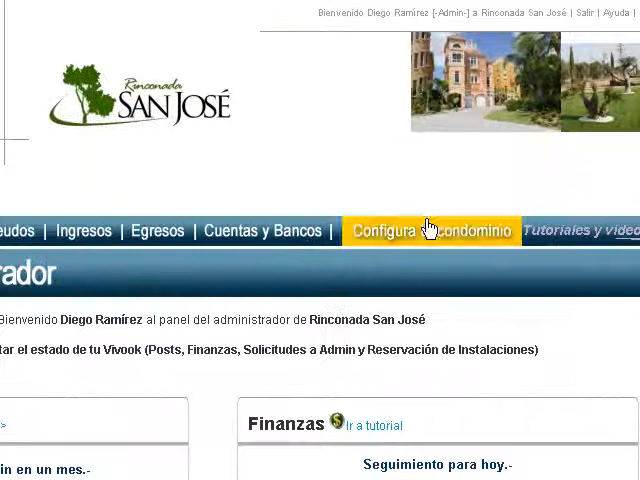 Bienvenido Diego Ramírez [-Admin-] a Rinconada San José | Salir | Ayuda |
Rinconada
SAN JOSÉ
eudos | Ingresos | Egresos | Cuentas y Bancos | Configura condominio Tutoriales y video
rador
Bienvenido Diego Ramírez al panel del administrador de Rinconada San José
tar el estado de tu Vivook (Posts, Finanzas, Solicitudes a Admin y Reservación de Instalaciones)
>
Finanzas $ Ir a tutorial
in en un mes.-
Seguimiento para hoy.-